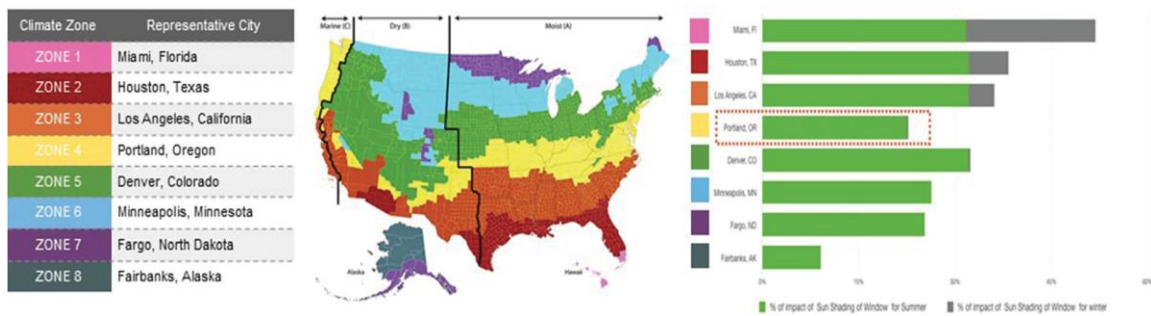 Climate Zone Representative City
ZONE 1 Miami, Florida
ZONE 2 Houston, Texas
ZONE 3 Los Angeles, California
ZONE 4 Portland, Oregon
ZONE 5 Denver, Colorado
ZONE 6 Minneapolis, Minnesota
ZONE 7 Fargo, North Dakota
ZONE 8 Fairbanks, Alaska
Marine (C) Dry (B) Moist (A)
Alaska
Hawaii
Miami, Fl
Houston, TX
Los Angeles, CA
Portland, OR
Denver, CO
Minneapolis, MN
Fargo, ND
Fairbanks, AK
0% 15% 30% 45% 60%
% of impact of Sun Shading of Window for Summer % of impact of Sun Shading of Window for winter